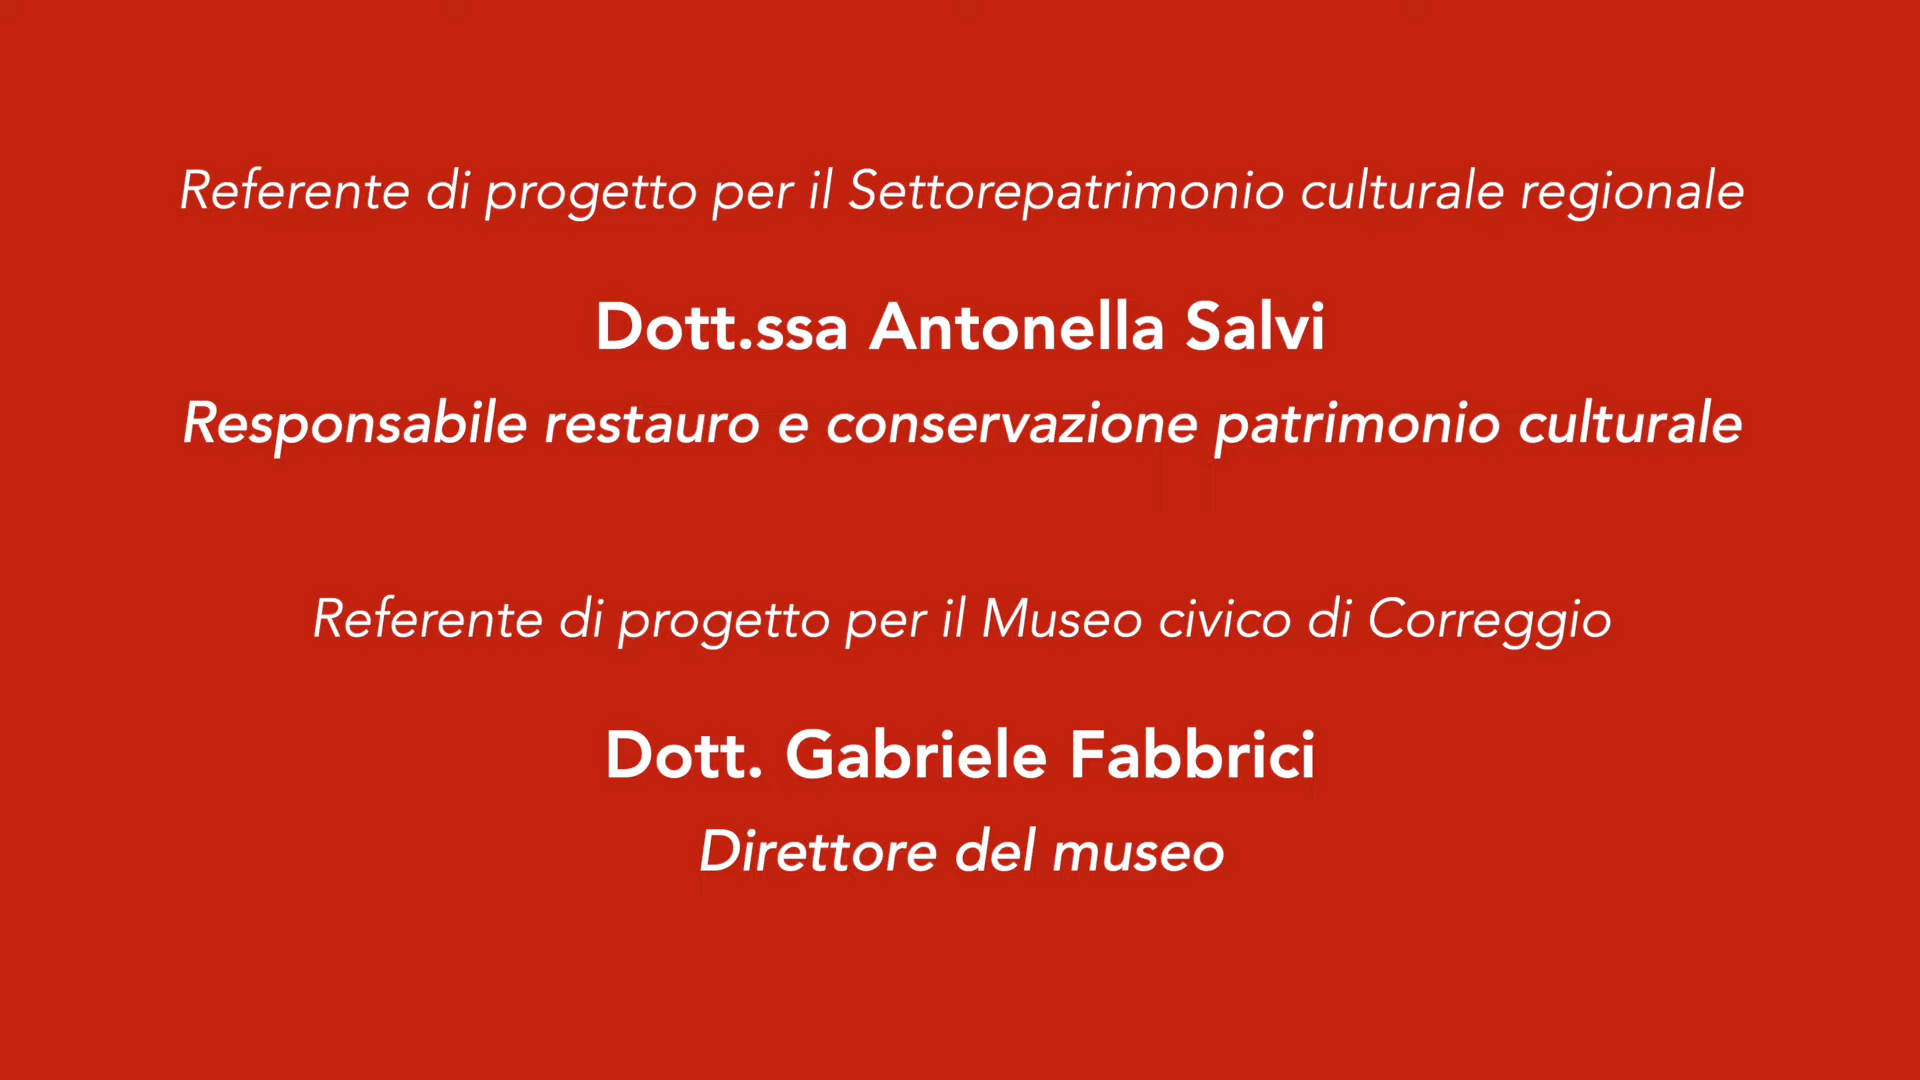 Referente di progetto per il Settorepatrimonio culturale regionale
Dott.ssa Antonella Salvi
Responsabile restauro e conservazione patrimonio culturale
Referente di progetto per il Museo civico di Correggio
Dott. Gabriele Fabbrici
Direttore del museo